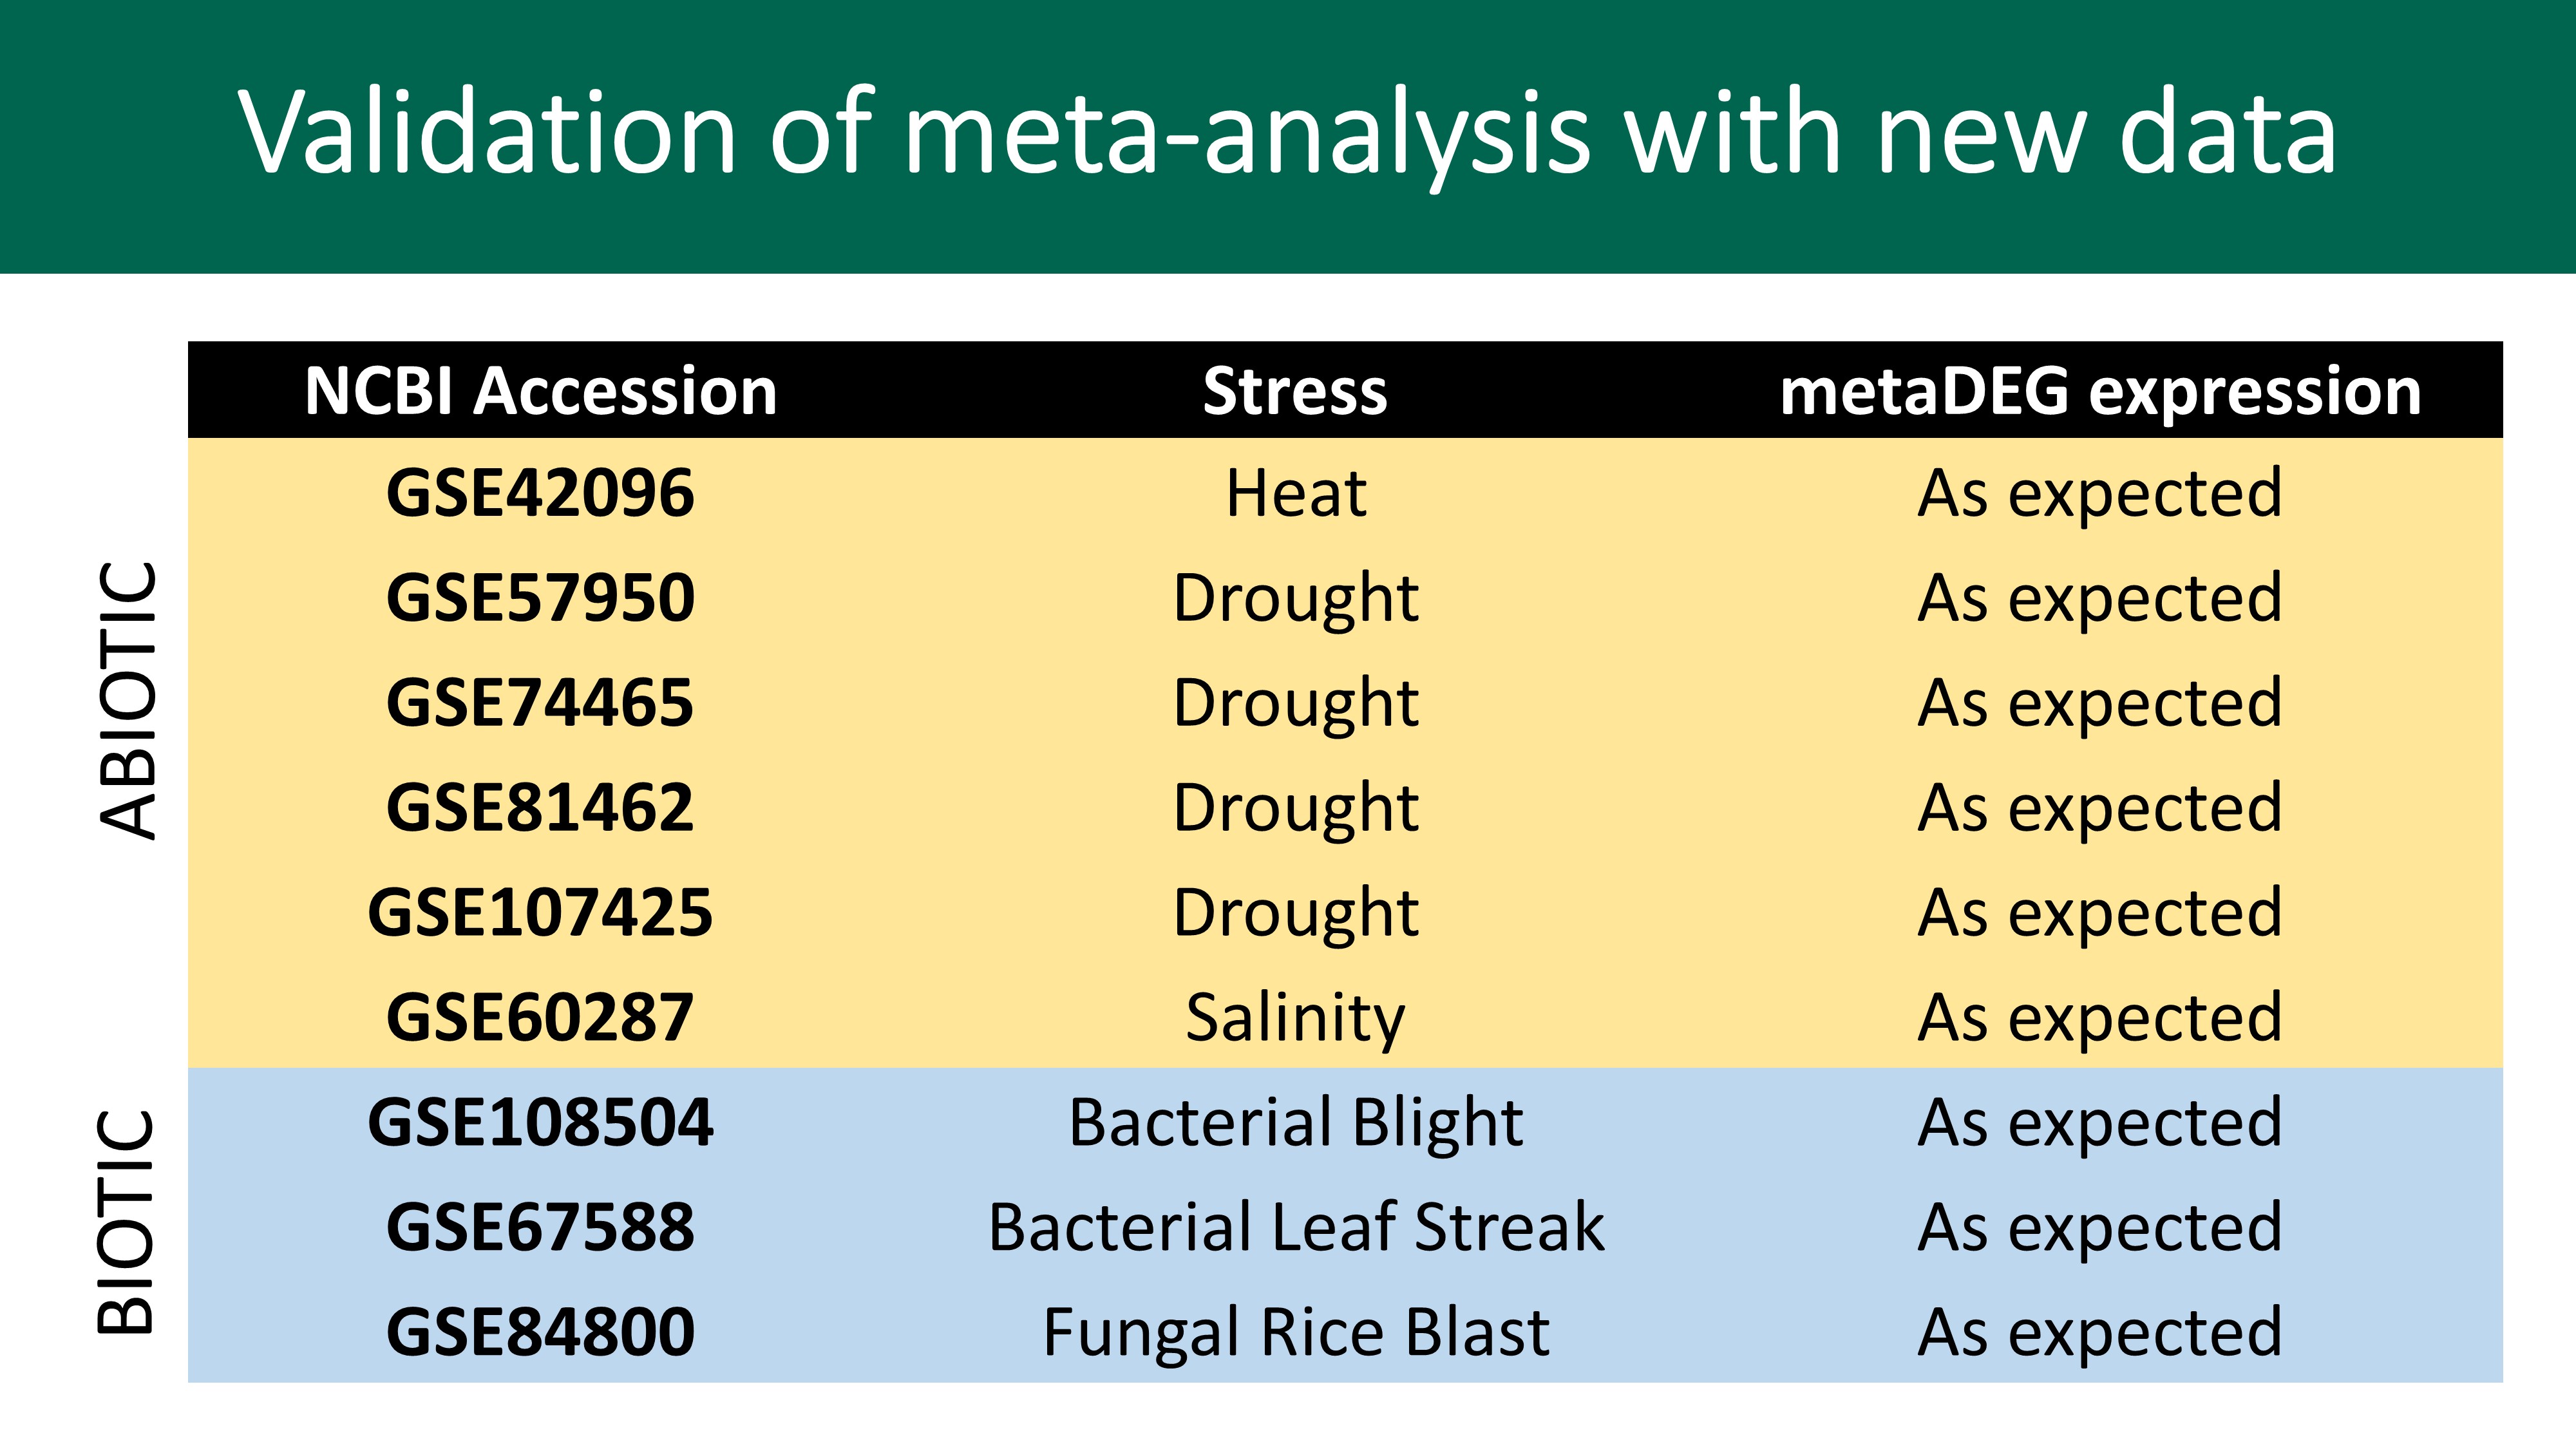 Validation of meta-analysis with new data
NCBI Accession Stress metaDEG expression
ABIOTIC
GSE42096 Heat As expected
GSE57950 Drought As expected
GSE74465 Drought As expected
GSE81462 Drought As expected
GSE107425 Drought As expected
GSE60287 Salinity As expected
BIOTIC
GSE108504 Bacterial Blight As expected
GSE67588 Bacterial Leaf Streak As expected
GSE84800 Fungal Rice Blast As expected